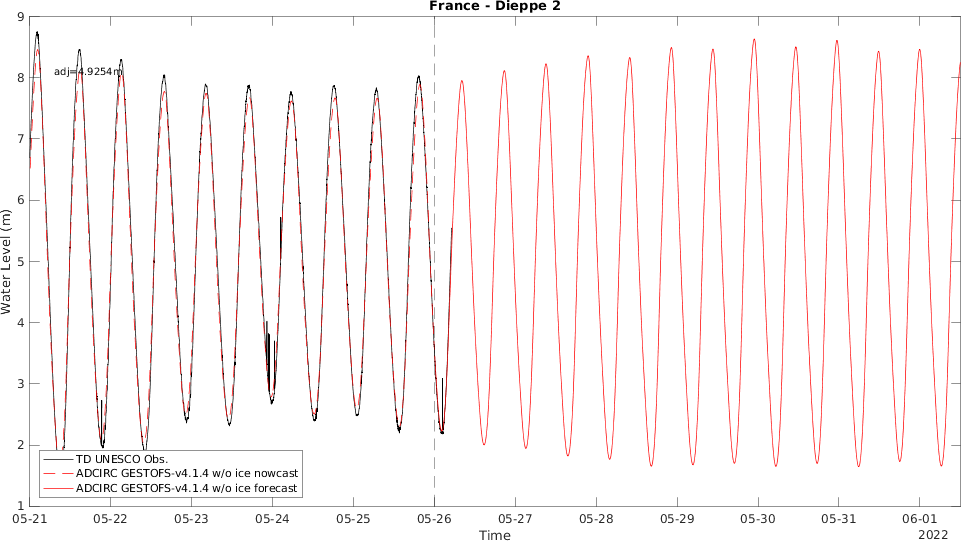 France - Dieppe 2
9
8
7
6
5
4
3
2
1
Water Level (m)
adj=4.9254m
TD UNESCO Obs.
ADCIRC GESTOFS-v4.1.4 w/o ice nowcast
ADCIRC GESTOFS-v4.1.4 w/o ice forecast
05-21 05-22 05-23 05-24 05-25 05-26 05-27 05-28 05-29 05-30 05-31 06-01
Time
2022